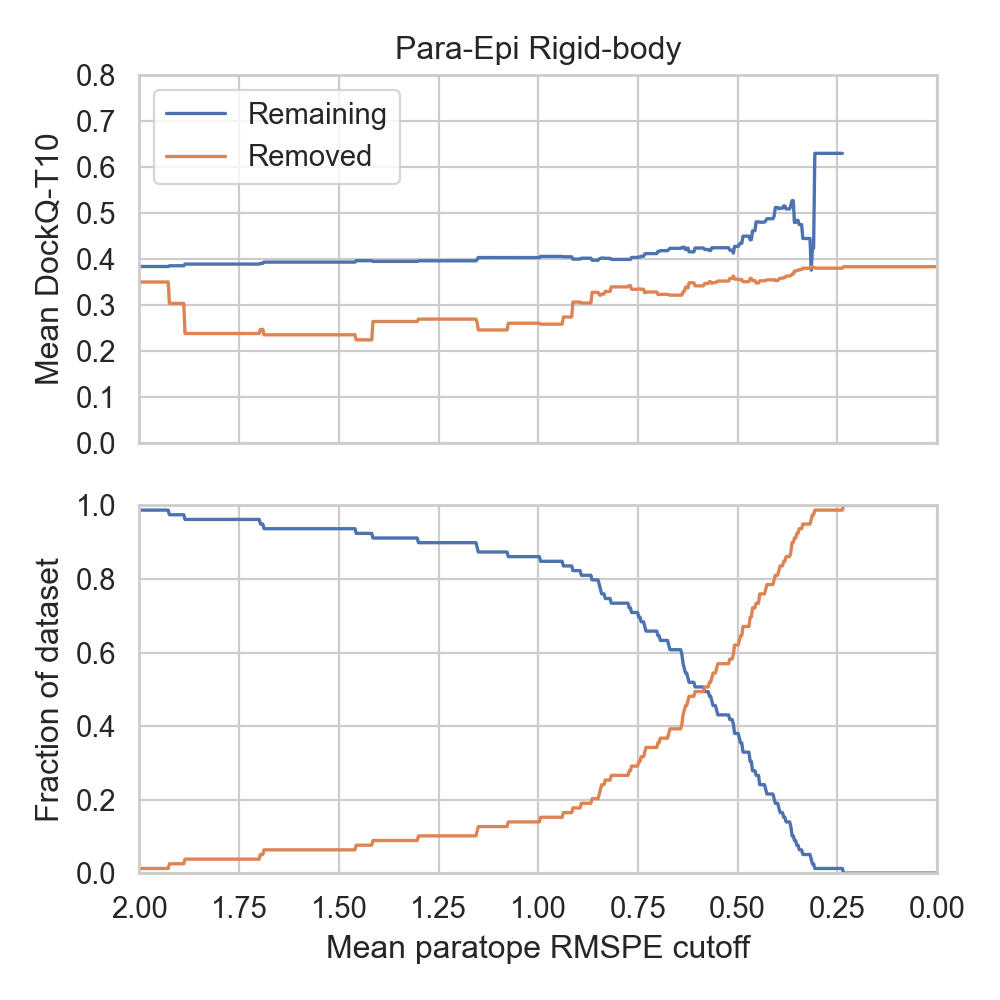 Para-Epi Rigid-body
0.8
0.7
0.6
0.5
0.4
0.3
0.2
0.1
0.0
Mean DockQ-T10
Remaining
Removed
1.0
0.8
0.6
0.4
0.2
0.0
Fraction of dataset
2.00 1.75 1.50 1.25 1.00 0.75 0.50 0.25 0.00
Mean paratope RMSPE cutoff